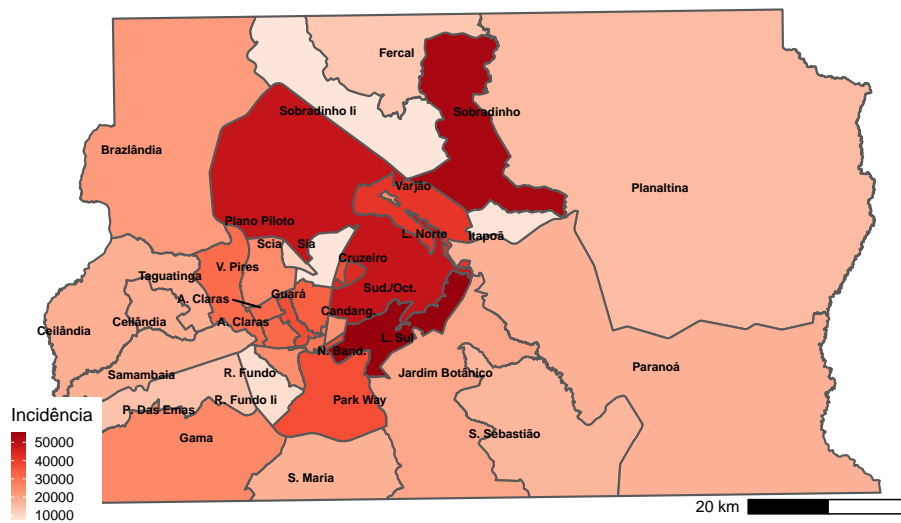 Fercal
Sobradinho Ii
Sobradinho
Brazlândia
Varjão
Planaltina
Plano Piloto
L. Norte
Itapoã
Scia
Sia
Cruzeiro
V. Pires
Taguatinga
Sud./Oct.
Guará
A. Claras
Candang.
Ceilândia
Ceilândia
A. Claras
L. Sul
N. Band.
Paranoá
Samambaia
R. Fundo
Jardim Botânico
R. Fundo Ii
Park Way
P. Das Emas
Gama
S. Sebastião
S. Maria
Incidência
50000
40000
30000
20000
10000
20 km